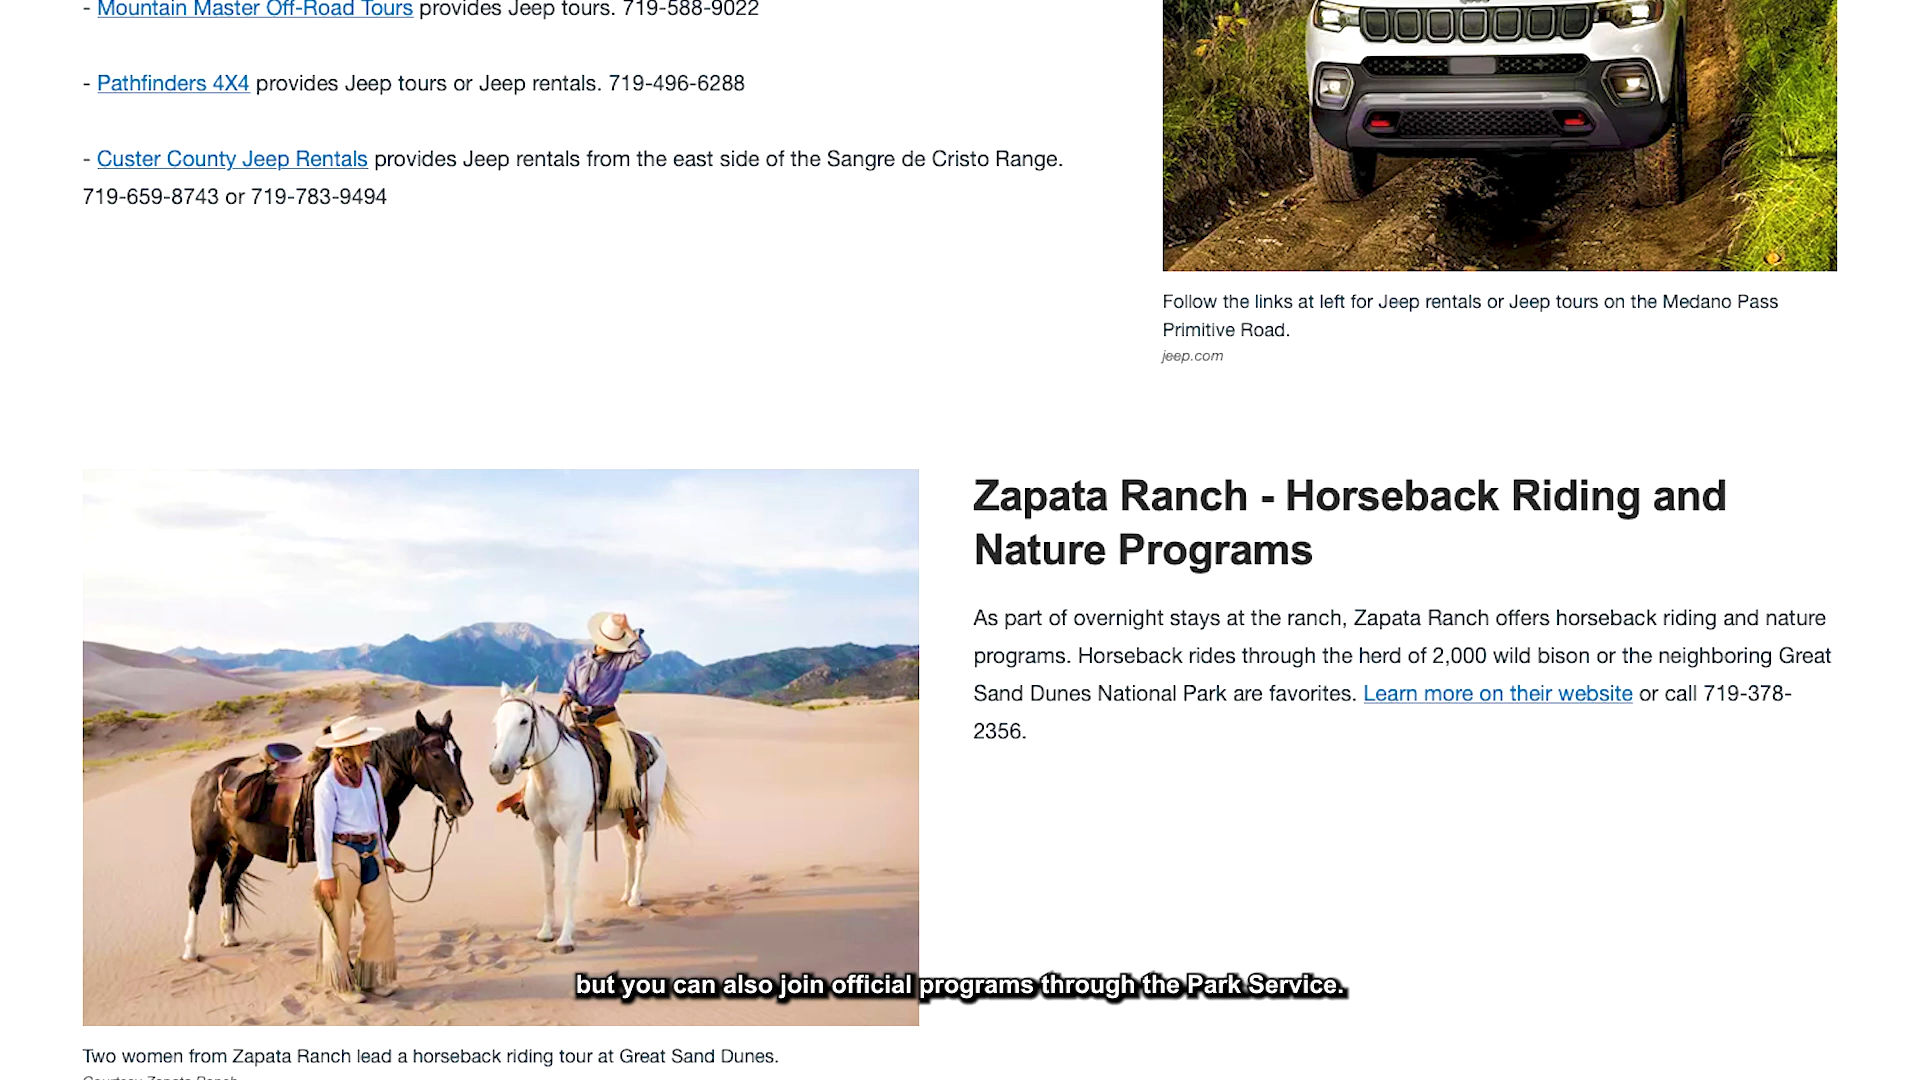 - Mountain Master Off-Road Tours provides Jeep tours. 719-588-9022
- Pathfinders 4X4 provides Jeep tours or Jeep rentals. 719-496-6288
- Custer County Jeep Rentals provides Jeep rentals from the east side of the Sangre de Cristo Range.
719-659-8743 or 719-783-9494
Follow the links at left for Jeep rentals or Jeep tours on the Medano Pass
Primitive Road.
jeep.com
Zapata Ranch - Horseback Riding and
Nature Programs
As part of overnight stays at the ranch, Zapata Ranch offers horseback riding and nature
programs. Horseback rides through the herd of 2,000 wild bison or the neighboring Great
Sand Dunes National Park are favorites. Learn more on their website or call 719-378-
2356.
but you can also join official programs through the Park Service.
Two women from Zapata Ranch lead a horseback riding tour at Great Sand Dunes.
Courtesy Zapata Ranch